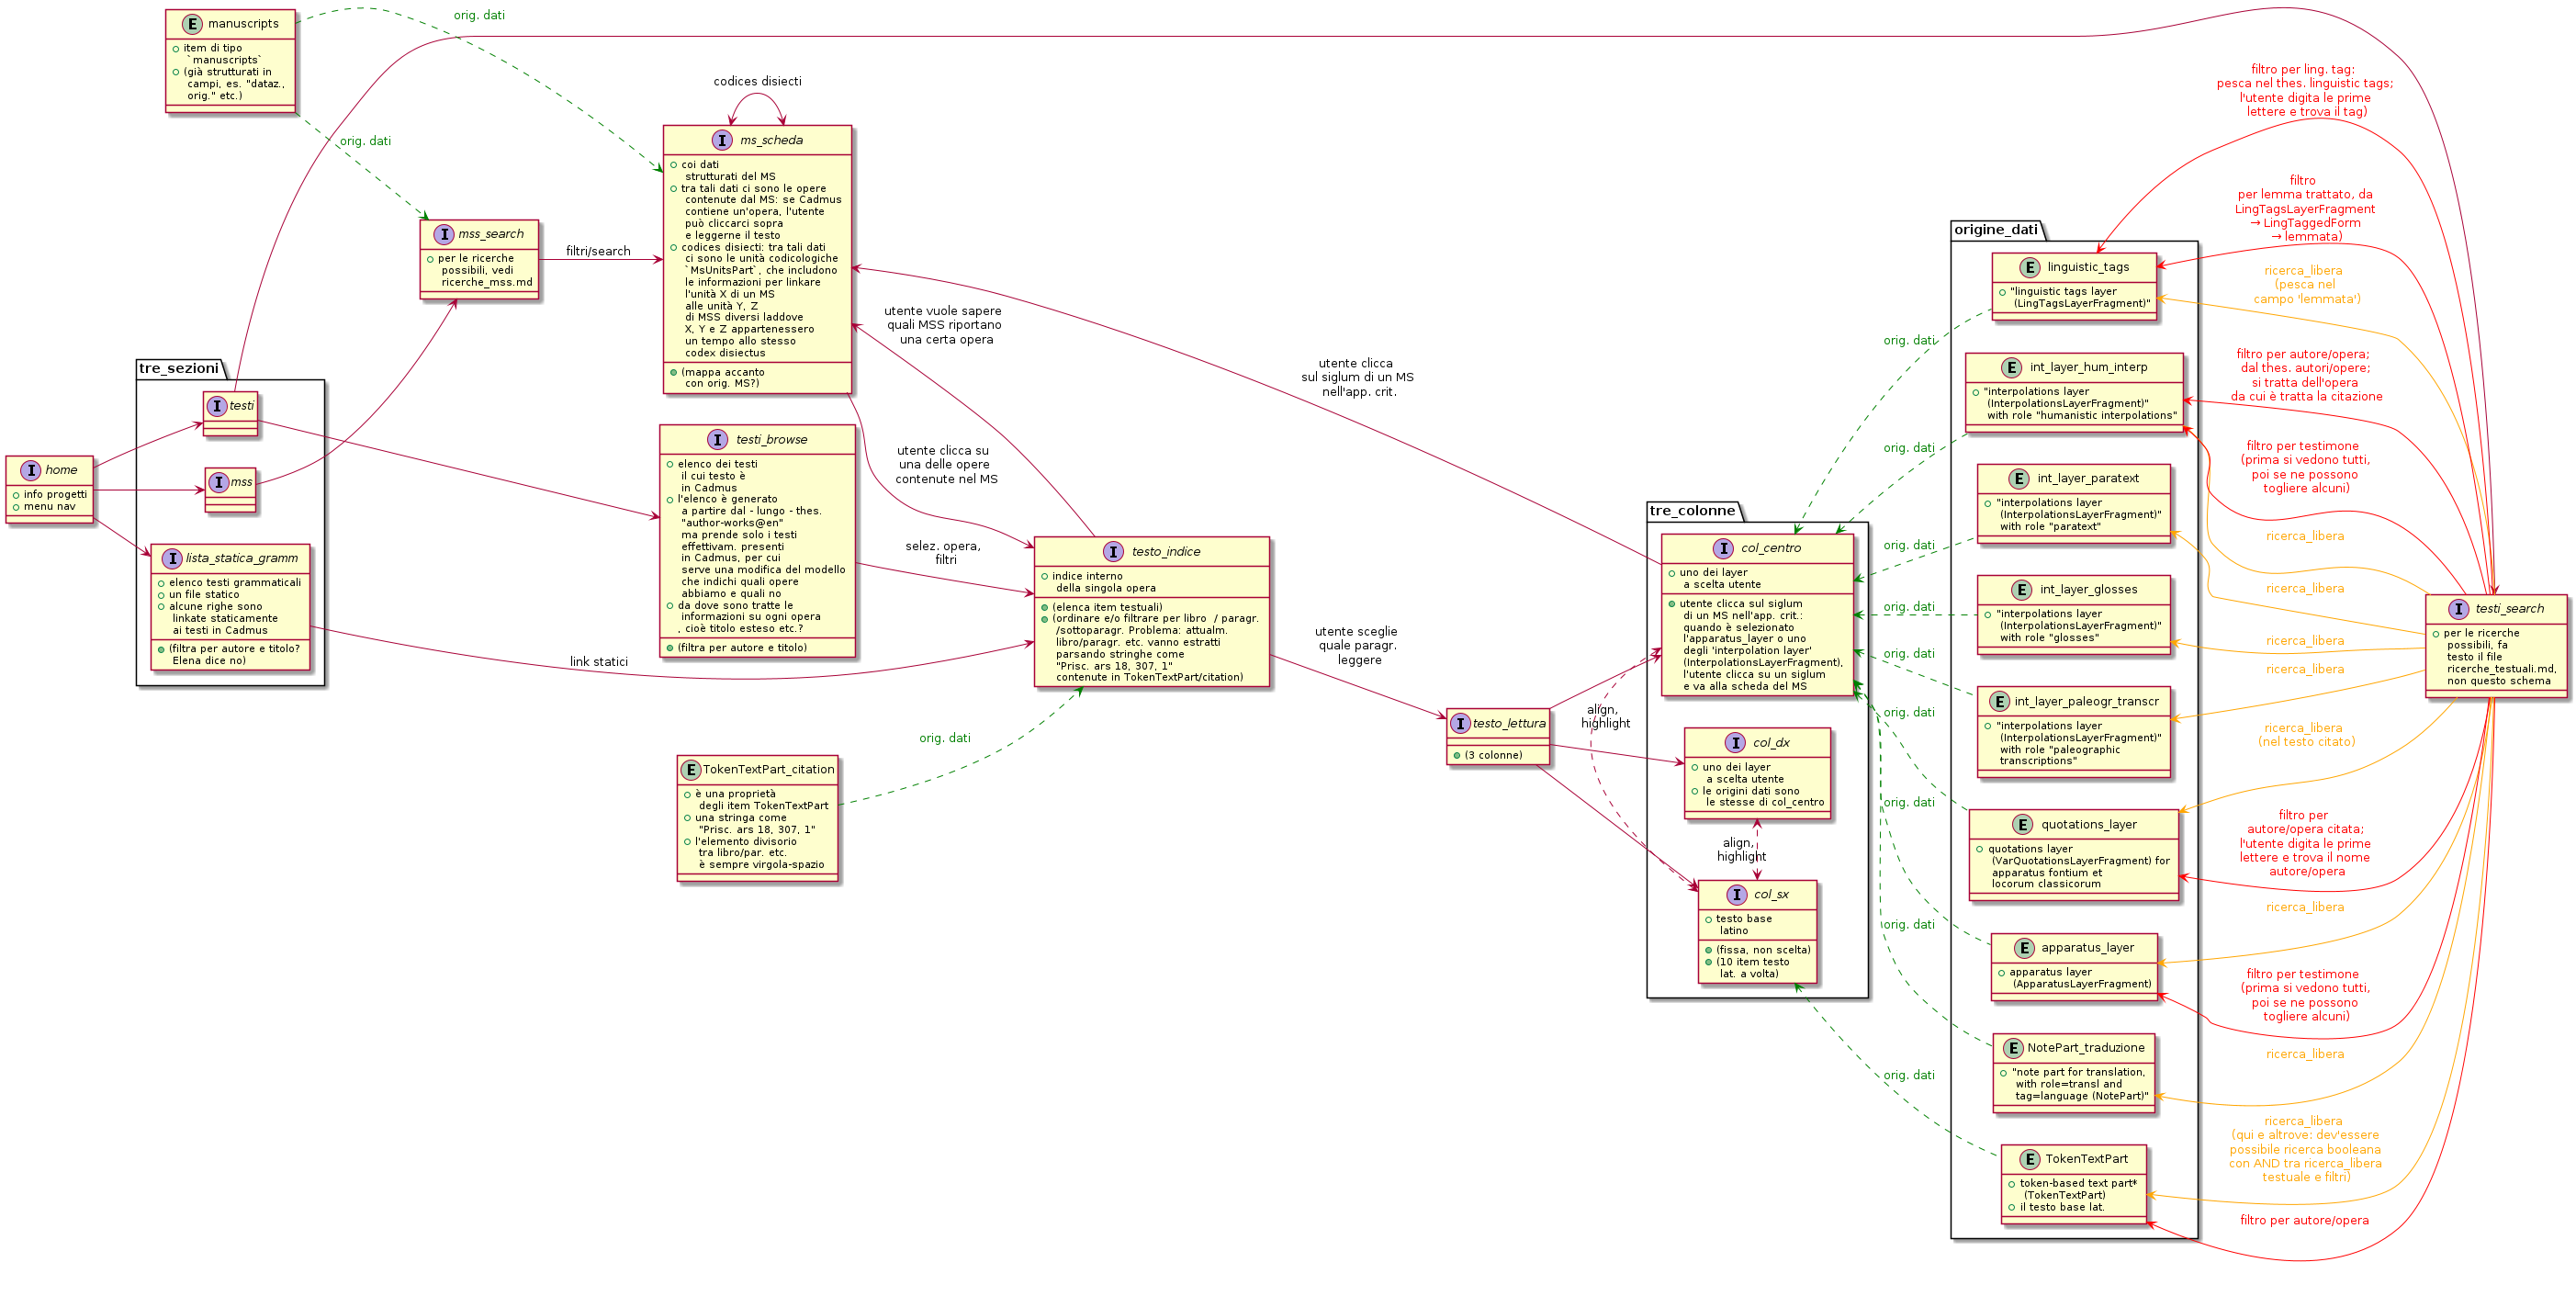 manuscripts
item di tipo
`manuscripts`
(già strutturati in
campi, es. "dataz.,
orig." etc.)
orig. dati
orig. dati
codices disiecti
ms_scheda
coi dati
strutturati del MS
tra tali dati ci sono le opere
contenute dal MS: se Cadmus
contiene un'opera, l'utente
può cliccarci sopra
e leggerne il testo
codices disiecti: tra tali dati
ci sono le unità codicologiche
`MsUnitsPart`, che includono
le informazioni per linkare
l'unità X di un MS
alle unità Y, Z
di MSS diversi laddove
X, Y e Z appartenessero
un tempo allo stesso
codex disiectus
(mappa accanto
con orig. MS?)
mss_search
per le ricerche
possibili, vedi
ricerche_mss.md
filtri/search
tre_sezioni
testi
mss
lista_statica_gramm
elenco testi grammaticali
un file statico
alcune righe sono
linkate staticamente
ai testi in Cadmus
(filtra per autore e titolo?
Elena dice no)
home
info progetti
menu nav
testi_browse
elenco dei testi
il cui testo è
in Cadmus
l'elenco è generato
a partire dal - lungo - thes.
"author-works@en"
ma prende solo i testi
effettivam. presenti
in Cadmus, per cui
serve una modifica del modello
che indichi quali opere
abbiamo e quali no
da dove sono tratte le
informazioni su ogni opera
, cioè titolo esteso etc.?
(filtra per autore e titolo)
link statici
utente vuole sapere
quali MSS riportano
una certa opera
utente clicca su
una delle opere
contenute nel MS
selez. opera,
filtri
testo_indice
indice interno
della singola opera
(elenca item testuali)
(ordinare e/o filtrare per libro / paragr.
/sottoparagr. Problema: attualm.
libro/paragr. etc. vanno estratti
parsando stringhe come
"Prisc. ars 18, 307, 1"
contenute in TokenTextPart/citation)
orig. dati
TokenTextPart_citation
è una proprietà
degli item TokenTextPart
una stringa come
"Prisc. ars 18, 307, 1"
l'elemento divisorio
tra libro/par. etc.
è sempre virgola-spazio
utente clicca
sul siglum di un MS
nell'app. crit.
utente sceglie
quale paragr.
leggere
testo_lettura
(3 colonne)
align,
highlight
tre_colonne
col_centro
uno dei layer
a scelta utente
utente clicca sul siglum
di un MS nell'app. crit.:
quando è selezionato
l'apparatus_layer o uno
degli 'interpolation layer'
(InterpolationsLayerFragment),
l'utente clicca su un siglum
e va alla scheda del MS
col_dx
uno dei layer
a scelta utente
le origini dati sono
le stesse di col_centro
align,
highlight
col_sx
testo base
latino
(fissa, non scelta)
(10 item testo
lat. a volta)
orig. dati
orig. dati
orig. dati
orig. dati
orig. dati
orig. dati
orig. dati
orig. dati
orig. dati
origine_dati
linguistic_tags
"linguistic tags layer
(LingTagsLayerFragment)"
int_layer_hum_interp
"interpolations layer
(InterpolationsLayerFragment)"
with role "humanistic interpolations"
int_layer_paratext
"interpolations layer
(InterpolationsLayerFragment)"
with role "paratext"
int_layer_glosses
"interpolations layer
(InterpolationsLayerFragment)"
with role "glosses"
int_layer_paleogr_transcr
"interpolations layer
(InterpolationsLayerFragment)"
with role "paleographic
transcriptions"
quotations_layer
quotations layer
(VarQuotationsLayerFragment) for
apparatus fontium et
locorum classicorum
apparatus_layer
apparatus layer
(ApparatusLayerFragment)
NotePart_traduzione
"note part for translation,
with role=transl and
tag=language (NotePart)"
TokenTextPart
token-based text part*
(TokenTextPart)
il testo base lat.
filtro per ling. tag:
pesca nel thes. linguistic tags;
l'utente digita le prime
lettere e trova il tag)
filtro
per lemma trattato, da
LingTagsLayerFragment
→ LingTaggedForm
→ lemmata)
ricerca_libera
(pesca nel
campo 'lemmata')
filtro per autore/opera;
dal thes. autori/opere;
si tratta dell'opera
da cui è tratta la citazione
filtro per testimone
(prima si vedono tutti,
poi se ne possono
togliere alcuni)
ricerca_libera
ricerca_libera
ricerca_libera
ricerca_libera
ricerca_libera
(nel testo citato)
filtro per
autore/opera citata;
l'utente digita le prime
lettere e trova il nome
autore/opera
ricerca_libera
filtro per testimone
(prima si vedono tutti,
poi se ne possono
togliere alcuni)
ricerca_libera
ricerca_libera
(qui e altrove: dev'essere
possibile ricerca booleana
con AND tra ricerca_libera
testuale e filtri)
filtro per autore/opera
testi_search
per le ricerche
possibili, fa
testo il file
ricerche_testuali.md,
non questo schema